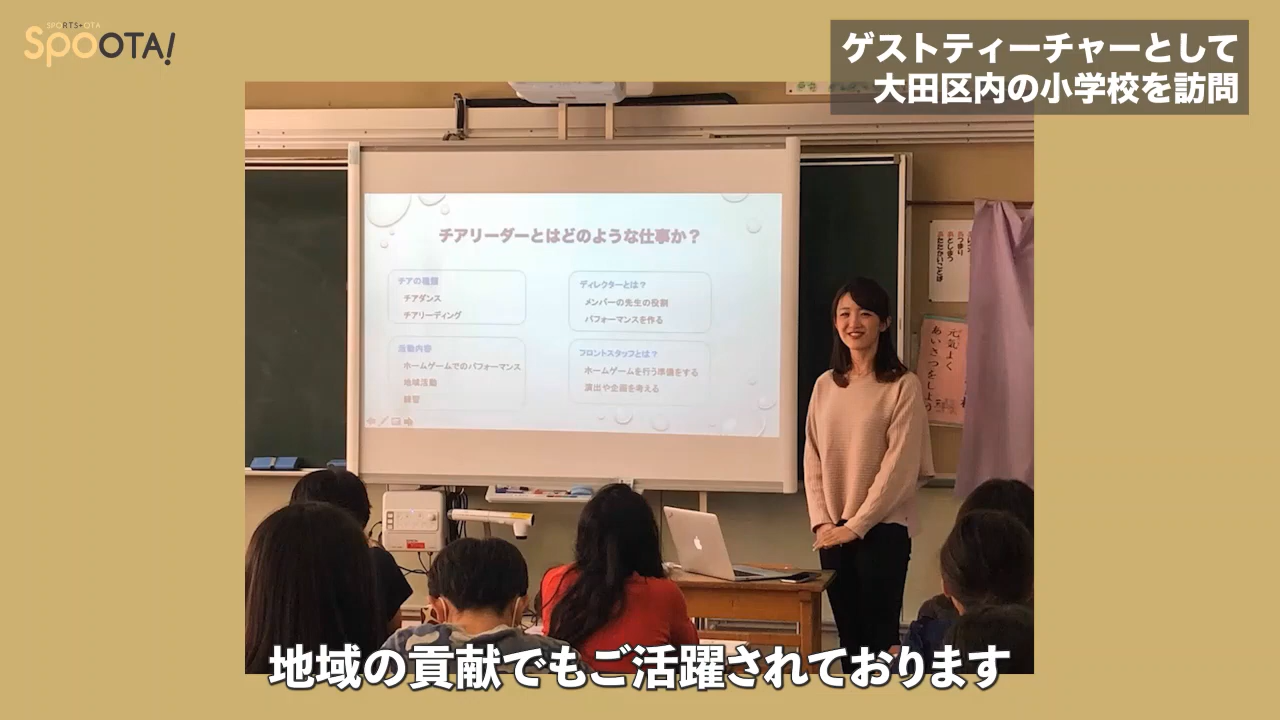 SPORTS+OTA
SpoOTA!
ゲストティーチャーとして
大田区内の小学校を訪問
チアリーダーとはどのような仕事か？
チアの種類
チアダンス
チアリーディング
活動内容
ホームゲームでのパフォーマンス
地域活動
練習
ディレクターとは？
メンバーの先生の役割
パフォーマンスを作る
フロントスタッフとは？
ホームゲームを行う準備をする
演出や企画を考える
元気よく
あいさつをしよう
地域の貢献でもご活躍されております